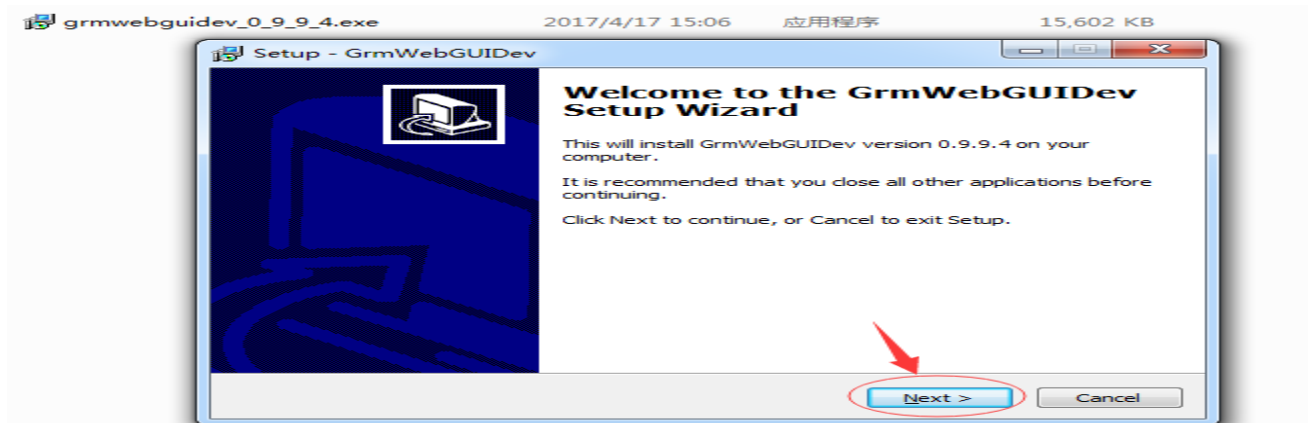 grmwebguidev_0_9_9_4.exe 2017/4/17 15:06 应用程序 15,602 KB
Setup - GrmWebGUIDev
Welcome to the GrmWebGUIDev
Setup Wizard
This will install GrmWebGUIDev version 0.9.9.4 on your
computer.
It is recommended that you close all other applications before
continuing.
Click Next to continue, or Cancel to exit Setup.
Next > Cancel